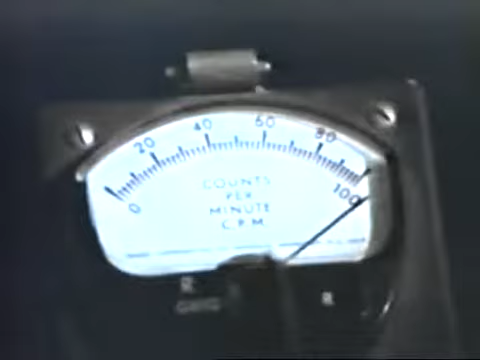 0 20 40 60 80 100
COUNTS
PER
MINUTE
C.P.M.
R R